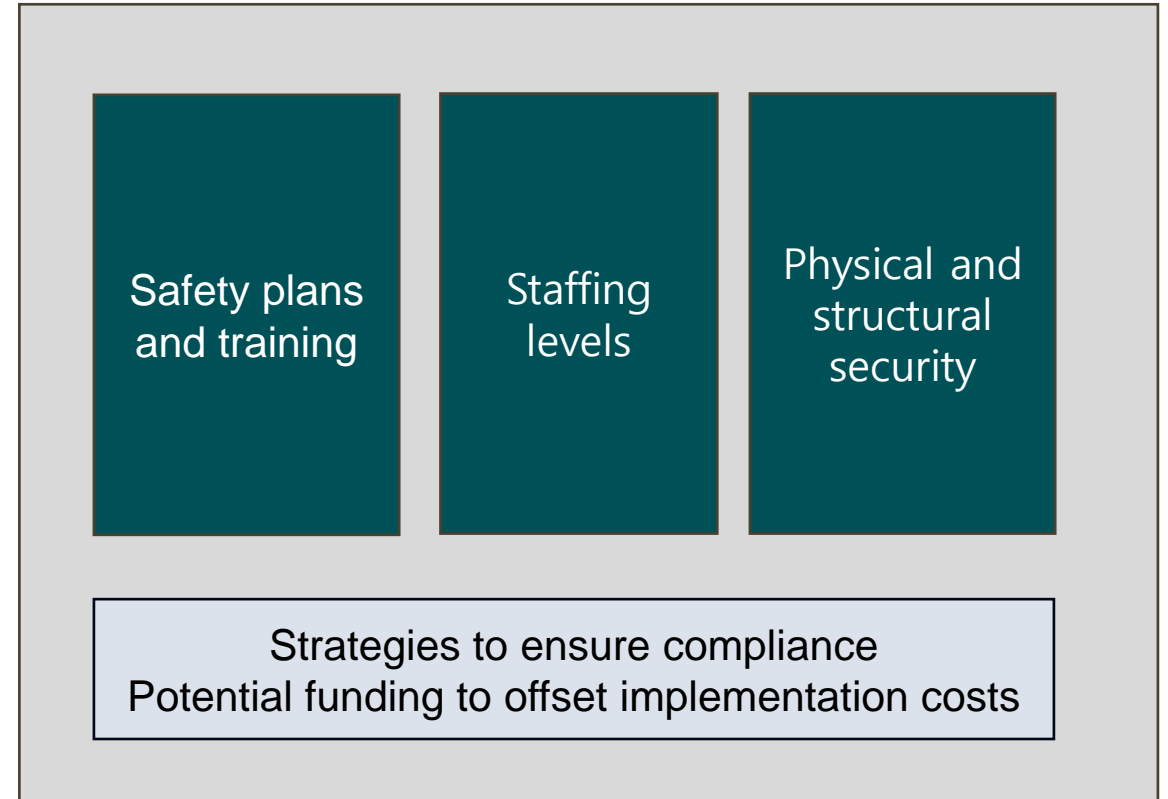 Safety plans
and training
Staffing
levels
Physical and
structural
security
Strategies to ensure compliance
Potential funding to offset implementation costs